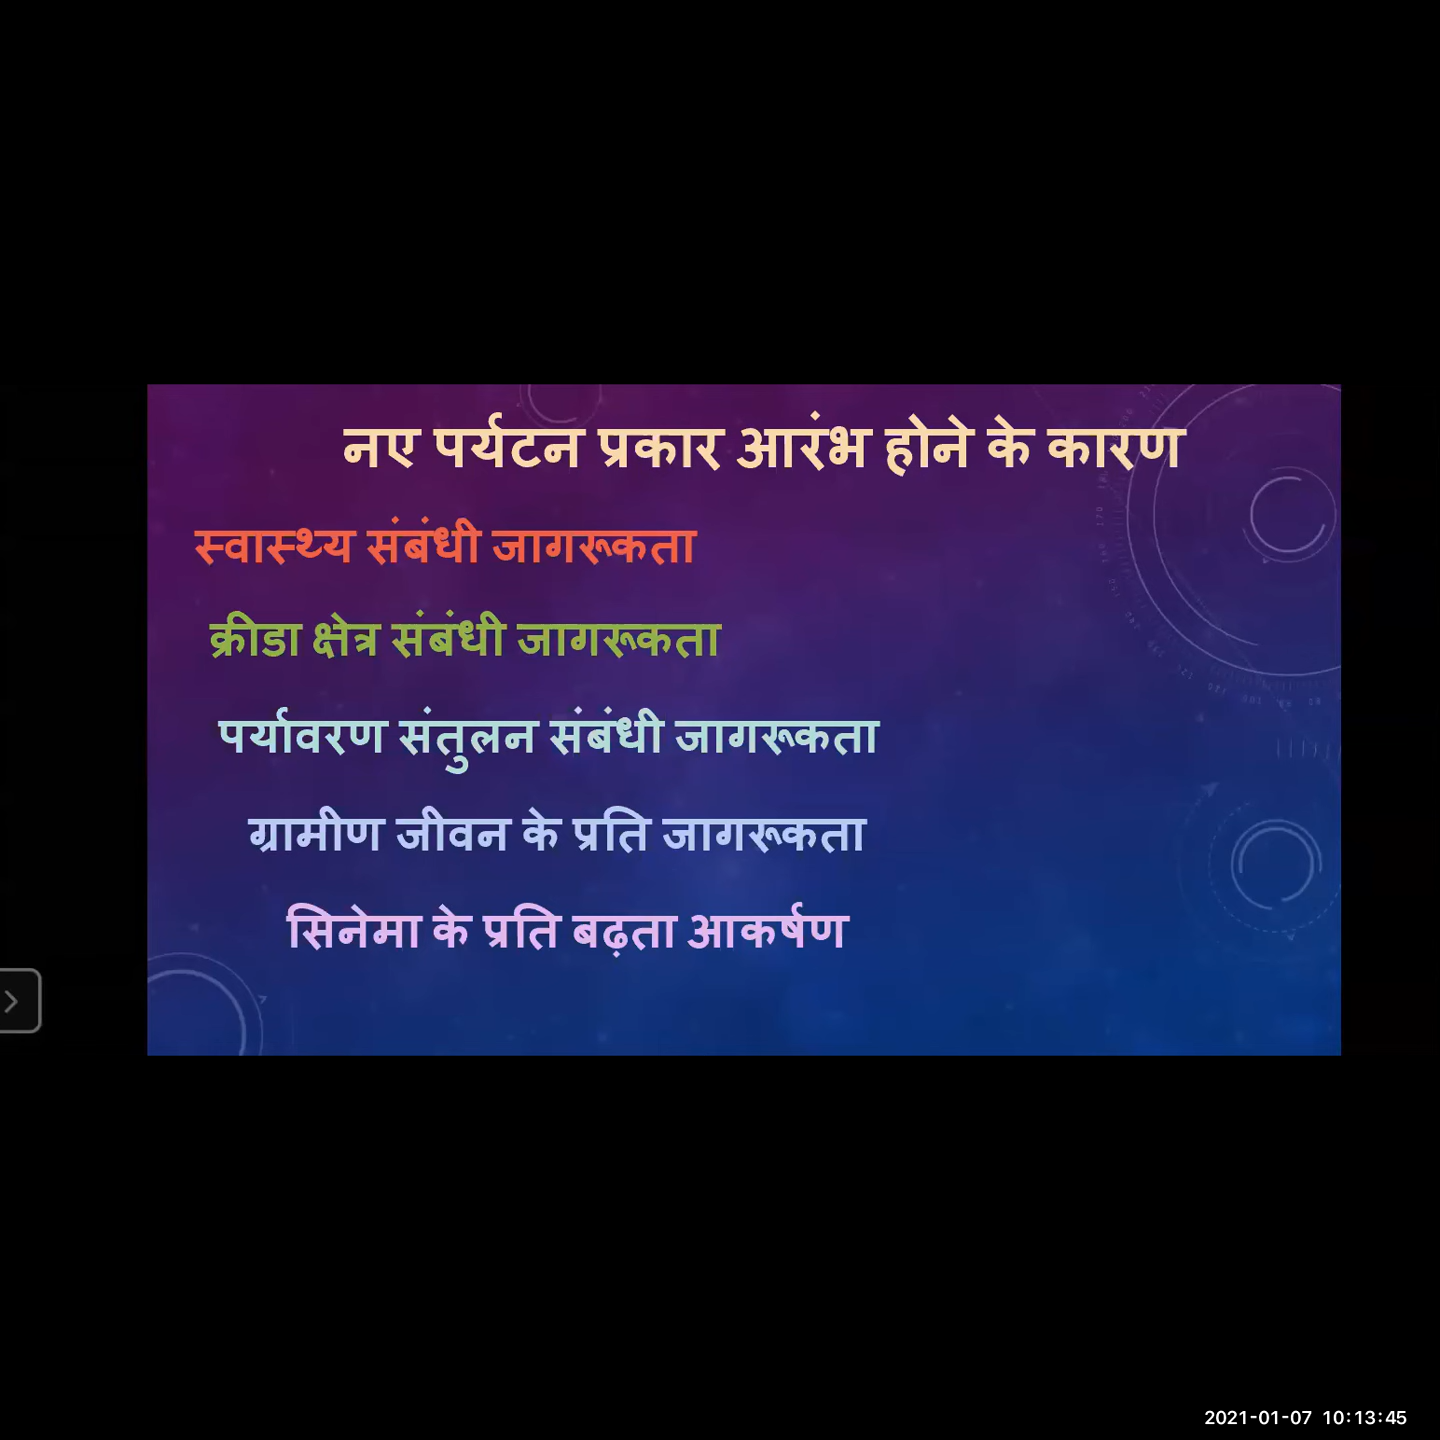 नए पर्यटन प्रकार आरंभ होने के कारण
स्वास्थ्य संबंधी जागरूकता
क्रीडा क्षेत्र संबंधी जागरूकता
पर्यावरण संतुलन संबंधी जागरूकता
ग्रामीण जीवन के प्रति जागरूकता
सिनेमा के प्रति बढ़ता आकर्षण
2021-01-07 10:13:45